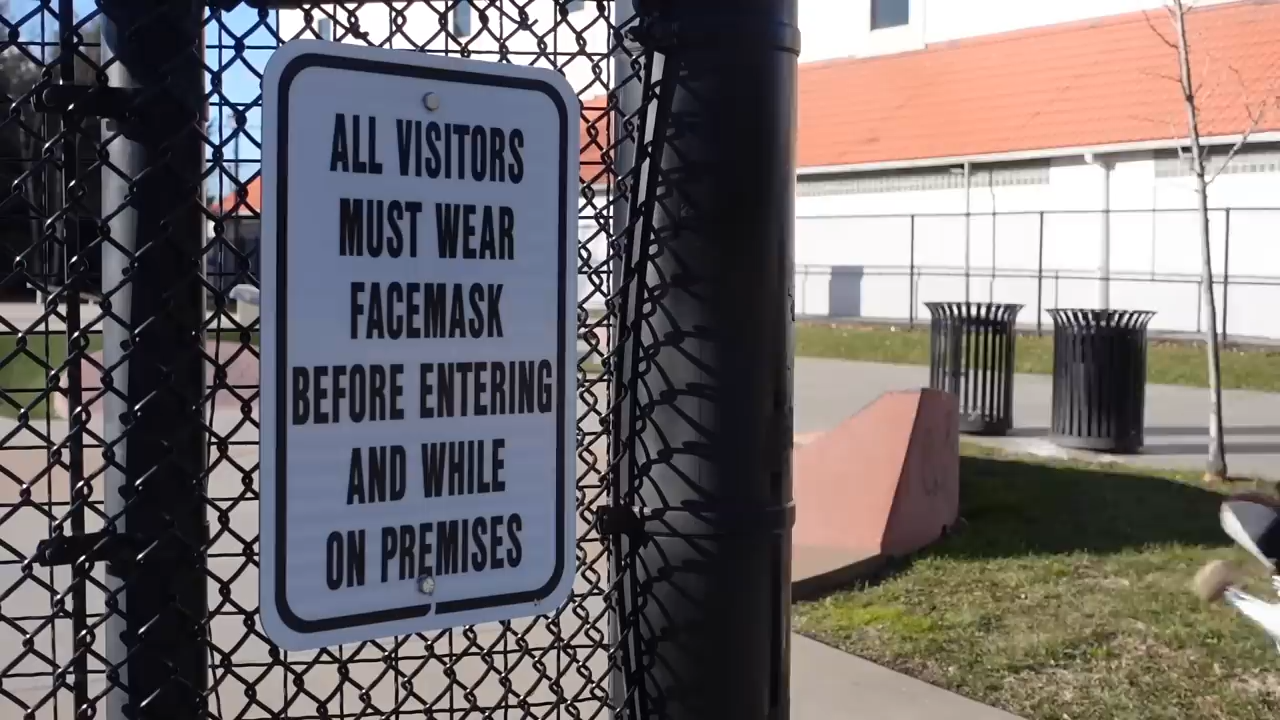 ALL VISITORS
MUST WEAR
FACEMASK
BEFORE ENTERING
AND WHILE
ON PREMISES